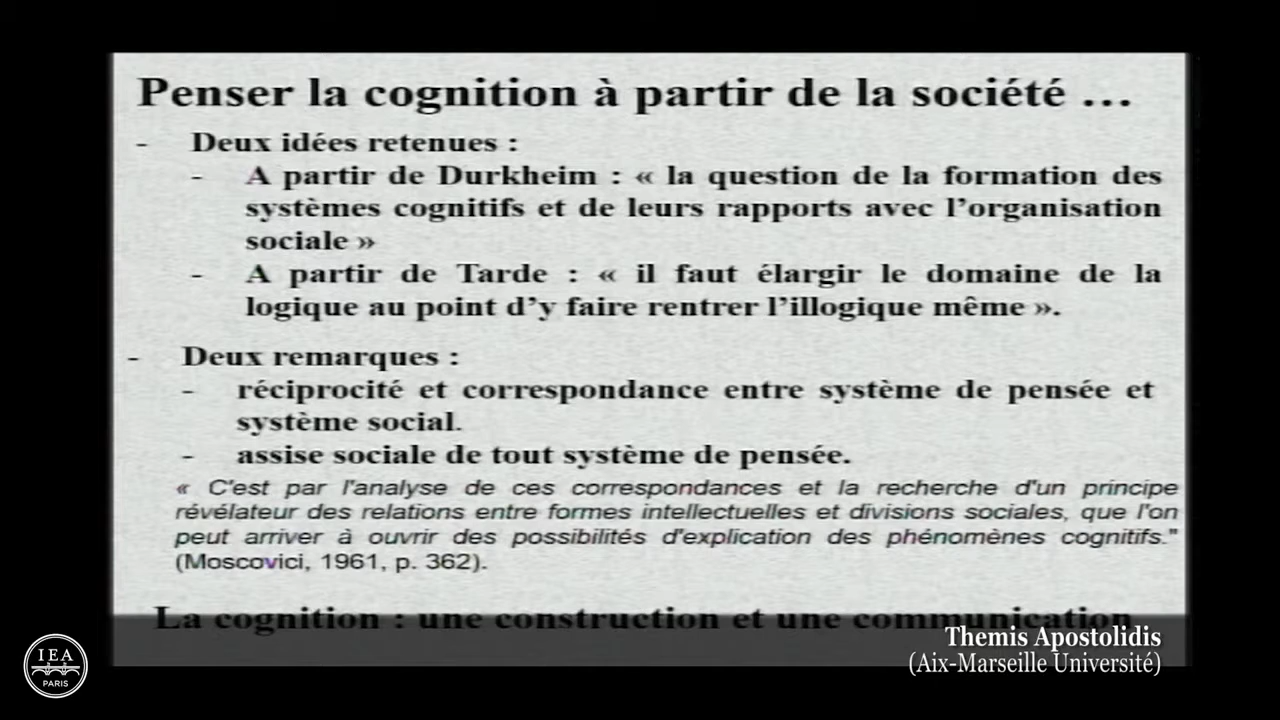 Penser la cognition à partir de la société ...
- Deux idées retenues :
- A partir de Durkheim : « la question de la formation des
systèmes cognitifs et de leurs rapports avec l'organisation
sociale »
- A partir de Tarde : « il faut élargir le domaine de la
logique au point d'y faire rentrer l'illogique même ».
- Deux remarques :
- réciprocité et correspondance entre système de pensée et
système social.
- assise sociale de tout système de pensée.
« C'est par l'analyse de ces correspondances et la recherche d'un principe
révélateur des relations entre formes intellectuelles et divisions sociales, que l'on
peut arriver à ouvrir des possibilités d'explication des phénomènes cognitifs."
(Moscovici, 1961, p. 362).
La cognition : une construction et une communication
Themis Apostolidis
(Aix-Marseille Université)
IEA
PARIS